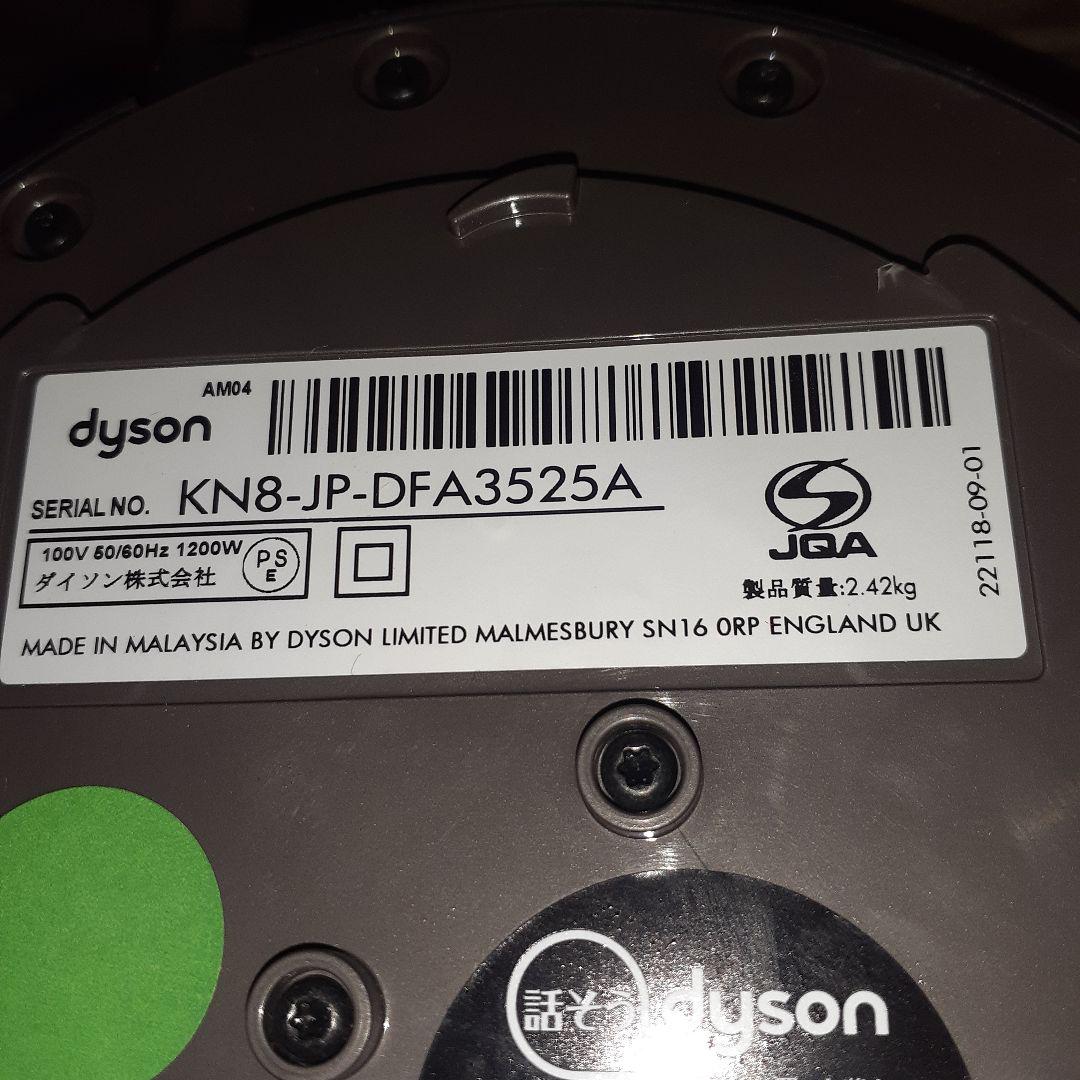 AM04
dyson
SERIAL NO. KN8-JP-DFA3525A
100V 50/60Hz 1200W
ダイソン株式会社
PS
E
JQA
製品質量:2.42kg
22118-09-01
MADE IN MALAYSIA BY DYSON LIMITED MALMESBURY SN16 0RP ENGLAND UK
話そう dyson